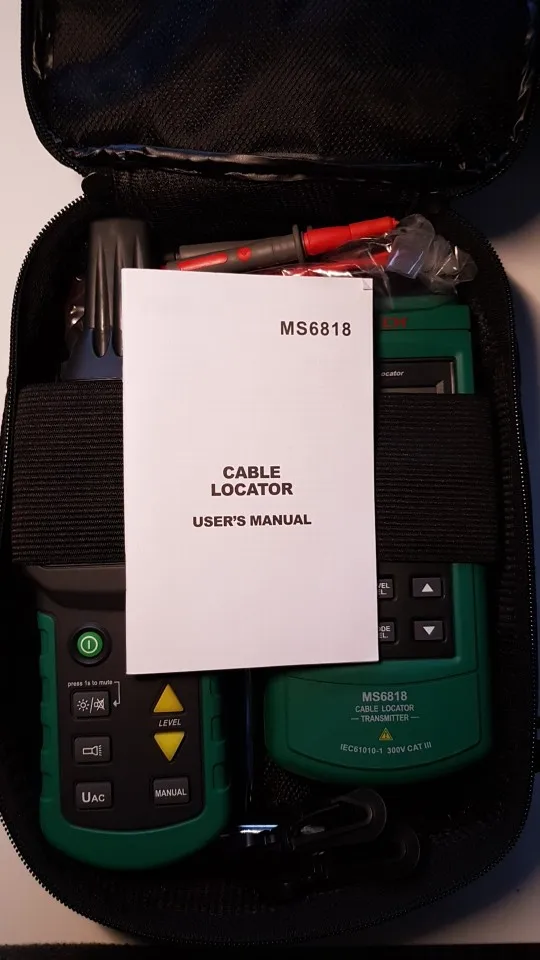 MS6818
CABLE
LOCATOR
USER'S MANUAL
press 1s to mute
LEVEL
UAC
MANUAL
MS6818
CABLE LOCATOR
TRANSMITTER
IEC61010-1 300V CAT III